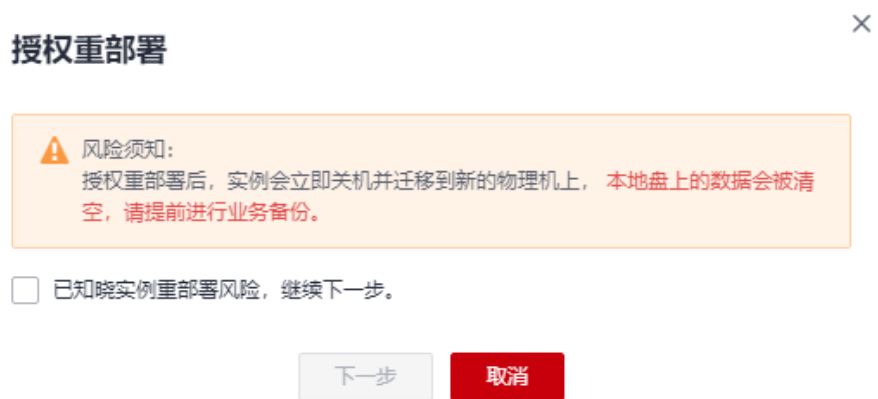 授权重部署
风险须知：
授权重部署后，实例会立即关机并迁移到新的物理机上， 本地盘上的数据会被清
空，请提前进行业务备份。
已知晓实例重部署风险，继续下一步。
下一步 取消